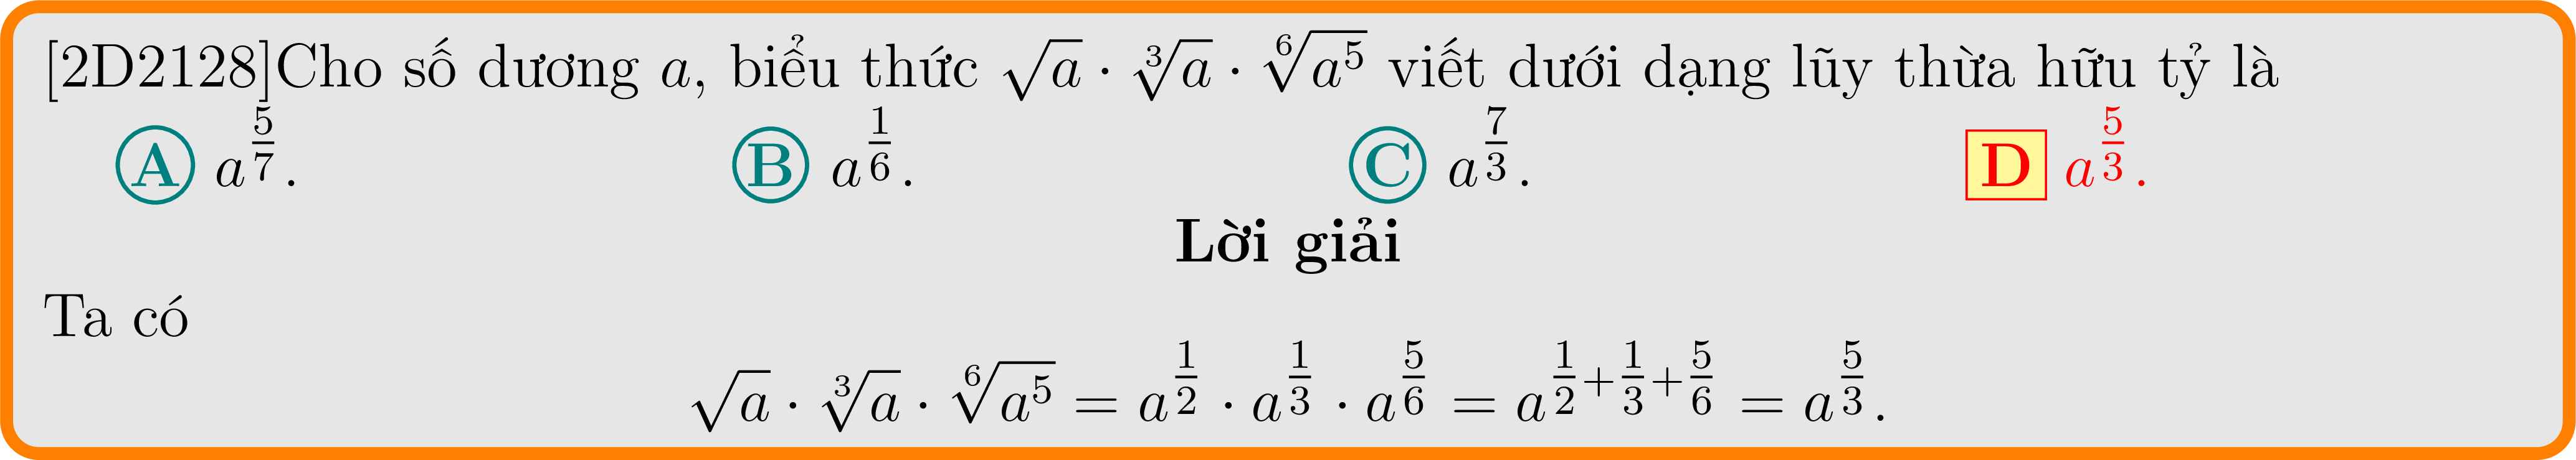 [2D2128]Cho số dương $a$, biểu thức $\sqrt{a} \cdot \sqrt[3]{a} \cdot \sqrt[6]{a^5}$ viết dưới dạng lũy thừa hữu tỷ là
A $a^{\frac{5}{7}}$. B $a^{\frac{1}{6}}$. C $a^{\frac{7}{3}}$. D $a^{\frac{5}{3}}$.
Lời giải
Ta có
$\sqrt{a} \cdot \sqrt[3]{a} \cdot \sqrt[6]{a^5} = a^{\frac{1}{2}} \cdot a^{\frac{1}{3}} \cdot a^{\frac{5}{6}} = a^{\frac{1}{2}+\frac{1}{3}+\frac{5}{6}} = a^{\frac{5}{3}}.$